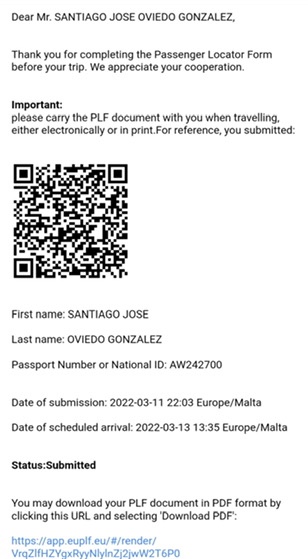 Dear Mr. SANTIAGO JOSE OVIEDO GONZALEZ,
Thank you for completing the Passenger Locator Form
before your trip. We appreciate your cooperation.
Important:
please carry the PLF document with you when travelling,
either electronically or in print.For reference, you submitted:
First name: SANTIAGO JOSE
Last name: OVIEDO GONZALEZ
Passport Number or National ID: AW242700
Date of submission: 2022-03-11 22:03 Europe/Malta
Date of scheduled arrival: 2022-03-13 13:35 Europe/Malta
Status:Submitted
You may download your PLF document in PDF format by
clicking this URL and selecting 'Download PDF':
https://app.euplf.eu/#/render/
VrqZlfHZYgxRyyNlylnZj2jwW2T6P0